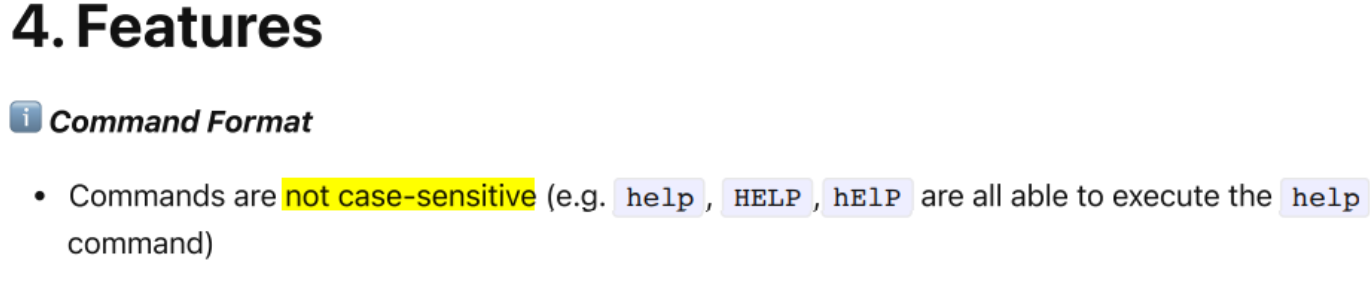 4. Features
ℹ️ Command Format
• Commands are not case-sensitive (e.g. help, HELP,hElP are all able to execute the help
command)